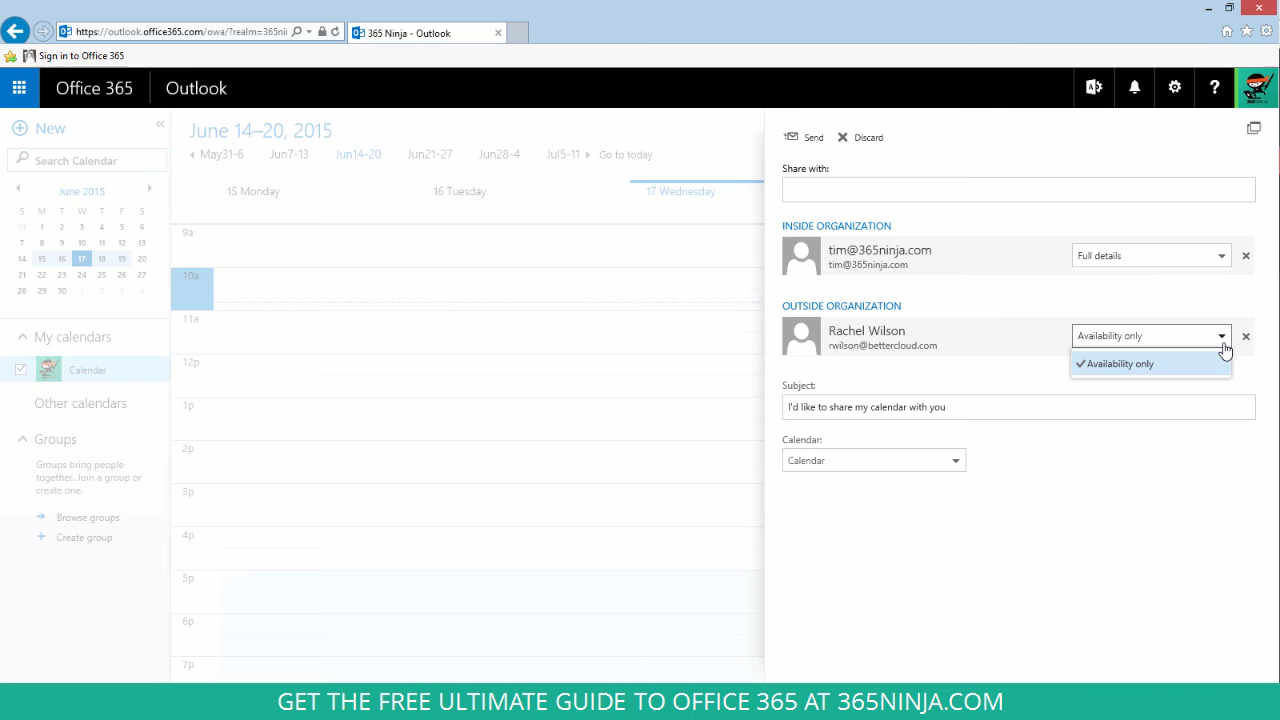 https://outlook.office365.com/owa/?realm=365ni
365 Ninja - Outlook
Sign in to Office 365
Office 365
Outlook
New
Search Calendar
June 2015
S M T W T F S
31 1 2 3 4 5 6
7 8 9 10 11 12 13
14 15 16 17 18 19 20
21 22 23 24 25 26 27
28 29 30 1 2 3 4
My calendars
Calendar
Other calendars
Groups
Groups bring people
together. Join a group or
create one.
Browse groups
Create group
June 14–20, 2015
May31-6 Jun7-13 Jun14-20 Jun21-27 Jun28-4 Jul5-11 Go to today
15 Monday 16 Tuesday 17 Wednesday
9a
10a
11a
12p
1p
2p
3p
4p
5p
6p
7p
Send Discard
Share with:
INSIDE ORGANIZATION
tim@365ninja.com
tim@365ninja.com
Full details
OUTSIDE ORGANIZATION
Rachel Wilson
rwilson@bettercloud.com
Availability only
Availability only
Subject:
I'd like to share my calendar with you
Calendar:
Calendar
GET THE FREE ULTIMATE GUIDE TO OFFICE 365 AT 365NINJA.COM